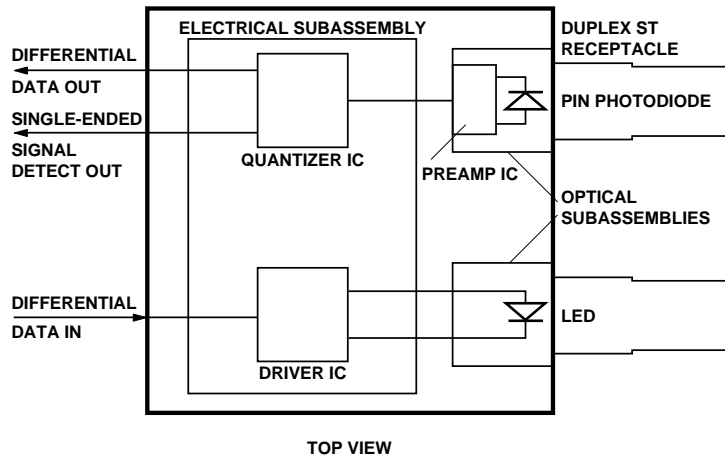 ELECTRICAL SUBASSEMBLY
DUPLEX ST
RECEPTACLE
DIFFERENTIAL
DATA OUT
PIN PHOTODIODE
SINGLE-ENDED
SIGNAL
DETECT OUT
QUANTIZER IC
PREAMP IC
OPTICAL
SUBASSEMBLIES
DIFFERENTIAL
DATA IN
LED
DRIVER IC
TOP VIEW